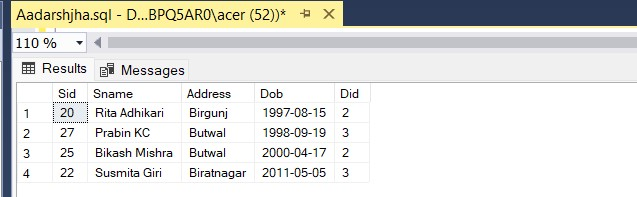 Aadarshjha.sql - D...BPQ5AR0\acer (52))*
110 %
Results Messages
Sid Sname Address Dob Did
1 20 Rita Adhikari Birgunj 1997-08-15 2
2 27 Prabin KC Butwal 1998-09-19 3
3 25 Bikash Mishra Butwal 2000-04-17 2
4 22 Susmita Giri Biratnagar 2011-05-05 3